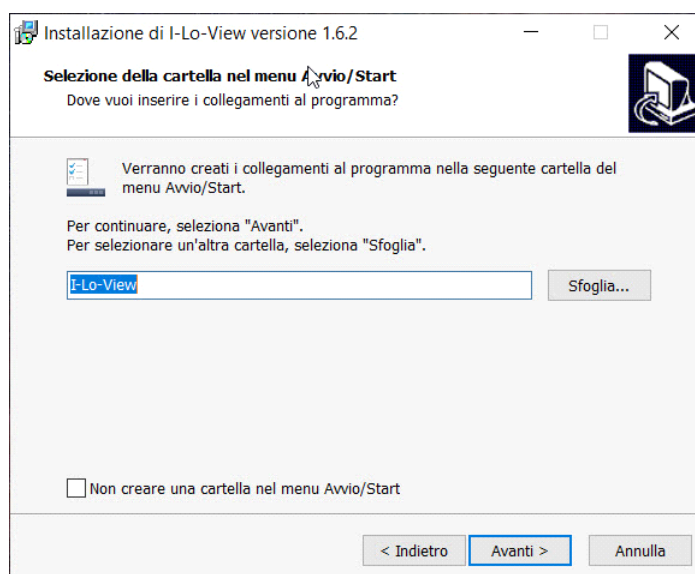 Installazione di I-Lo-View versione 1.6.2
Selezione della cartella nel menu Avvio/Start
Dove vuoi inserire i collegamenti al programma?
Verranno creati i collegamenti al programma nella seguente cartella del
menu Avvio/Start.
Per continuare, seleziona "Avanti".
Per selezionare un'altra cartella, seleziona "Sfoglia".
I-Lo-View
Sfoglia...
Non creare una cartella nel menu Avvio/Start
< Indietro
Avanti >
Annulla